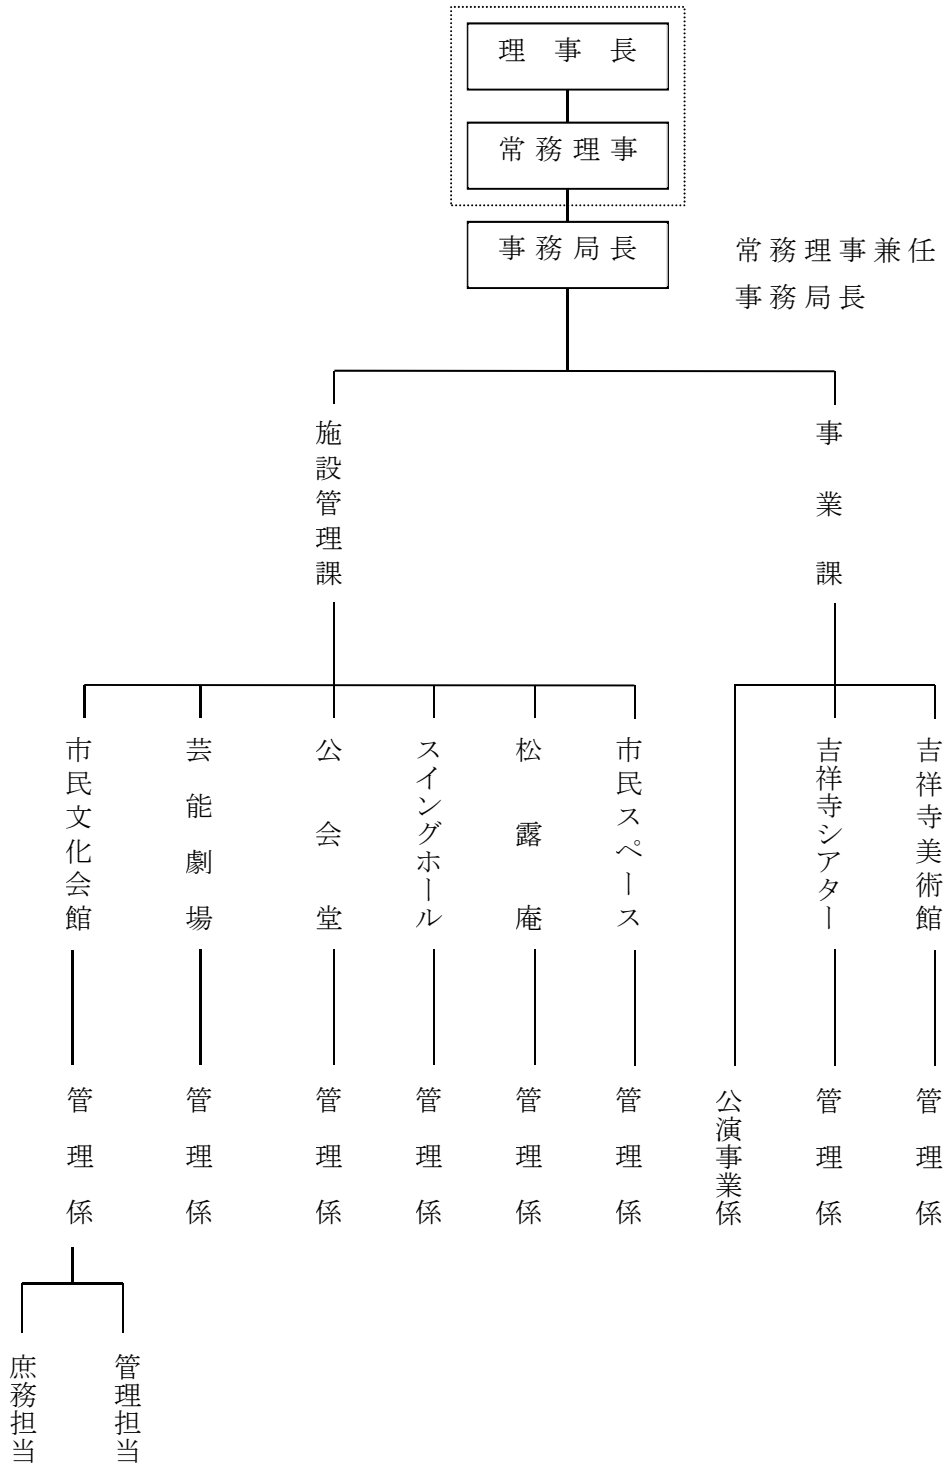 理事長
常務理事
事務局長
常務理事兼任
事務局長
施設管理課
事業課
市民文化会館
芸能劇場
公会堂
スイングホール
松露庵
市民スペース
吉祥寺シアター
吉祥寺美術館
管理係
管理係
管理係
管理係
管理係
管理係
公演事業係
管理係
管理係
庶務担当
管理担当